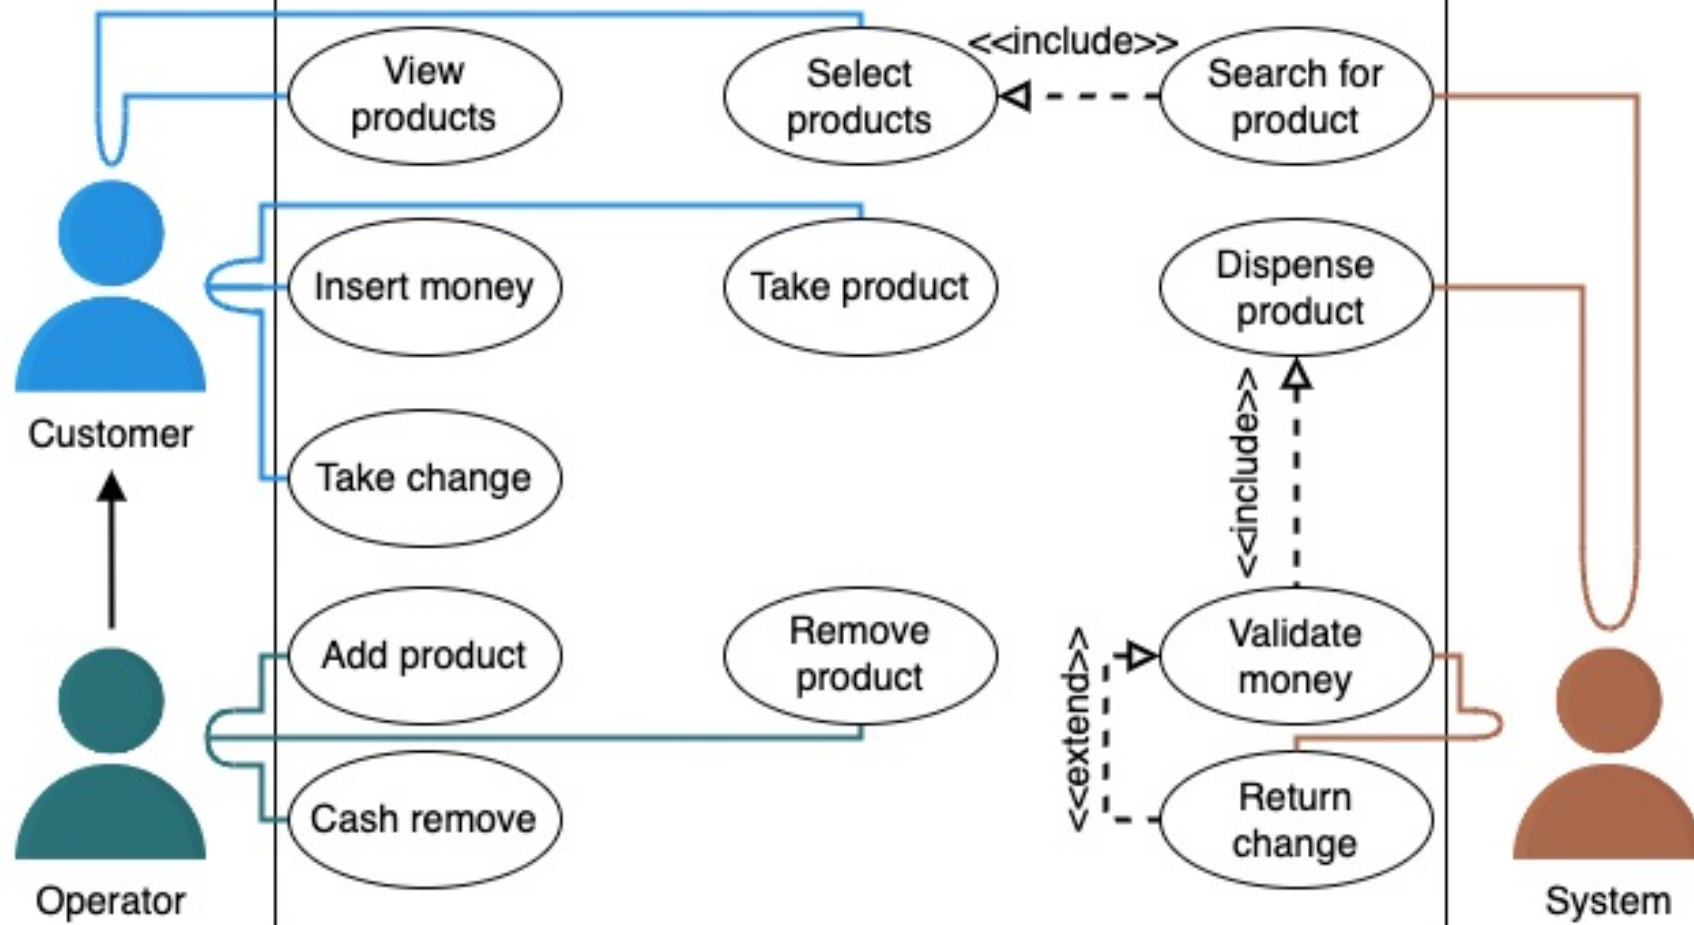 View
products
Select
products
<<include>>
Search for
product
Insert money
Take product
Dispense
product
Customer
Take change
<<include>>
Add product
Remove
product
Validate
money
<<extend>>
Cash remove
Return
change
Operator
System